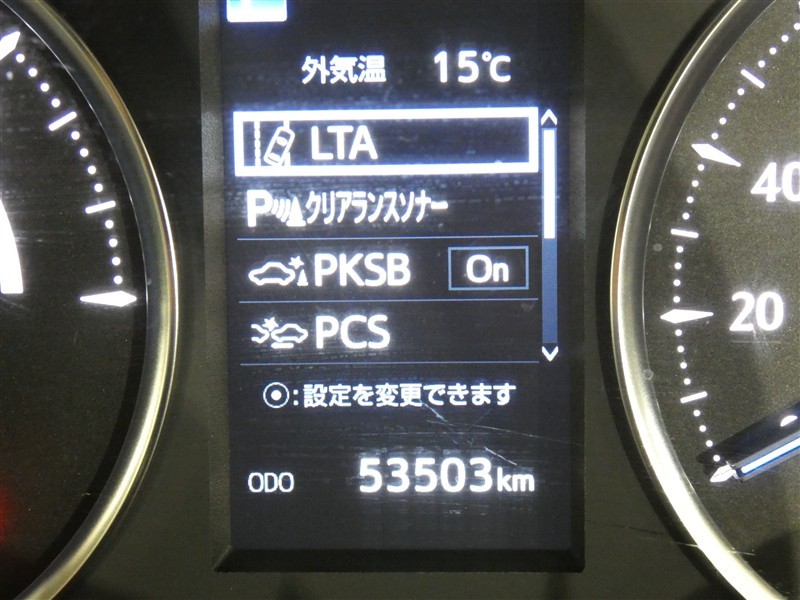 外気温 15℃
LTA
Pクリアランスソナー
PKSB On
PCS
:設定を変更できます
ODO 53503km
40
20